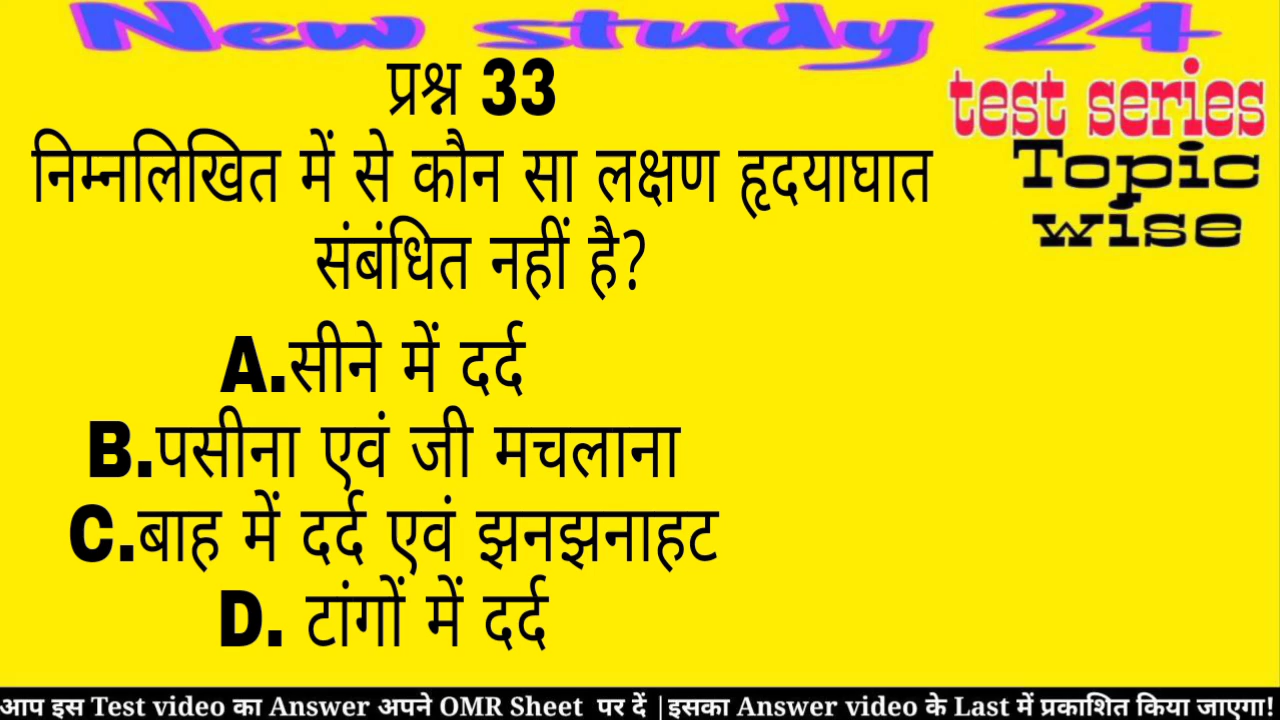 New study 24
test series
Topic
wise
प्रश्न 33
निम्नलिखित में से कौन सा लक्षण हृदयाघात
संबंधित नहीं है?
A.सीने में दर्द
B.पसीना एवं जी मचलाना
C.बाह में दर्द एवं झनझनाहट
D. टांगों में दर्द
आप इस Test video का Answer अपने OMR Sheet पर दें |इसका Answer video के Last में प्रकाशित किया जाएगा!